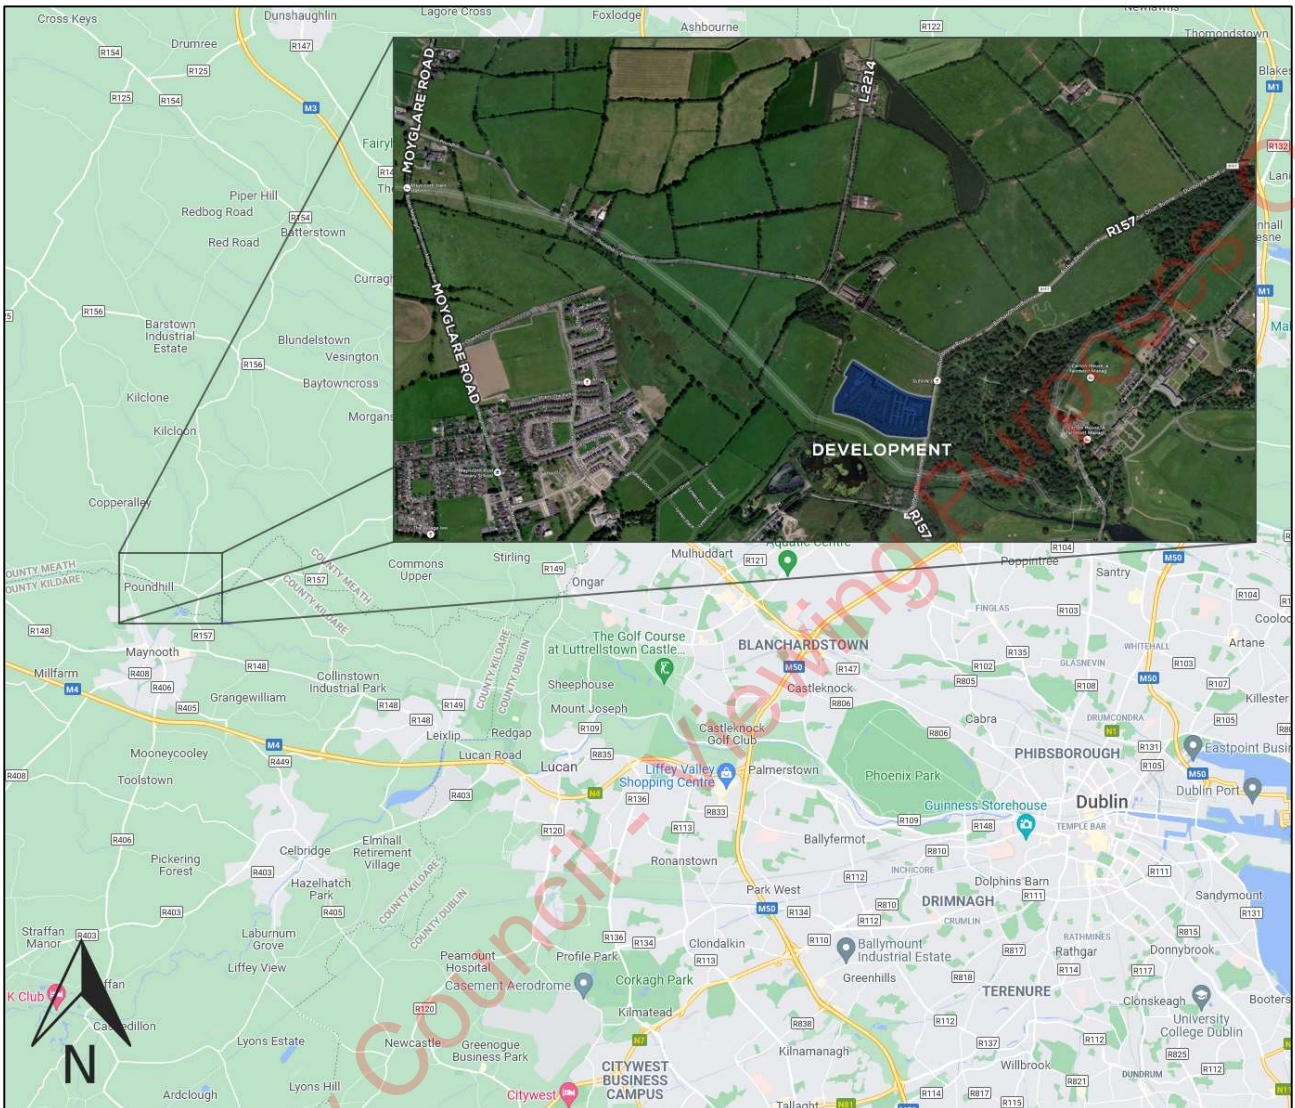 Cross Keys
Dunshaughlin
Lagore Cross
Foxlodge
Ashbourne
R122
Thomondstown
Drumree
R147
R154
R125
R125
R154
M3
Blakes
M1
R132
MOYGLARE ROAD
L2214
R157
MOYGLARE ROAD
DEVELOPMENT
R157
Piper Hill
Redbog Road
R154
Batterstown
Red Road
Curragh
R156
Barstown
Industrial
Estate
Blundelstown
Vesington
R156
Baytowncross
Kilclone
Morgans
Kilcloon
M1
Copperalley
COUNTY MEATH
COUNTY KILDARE
Poundhill
COUNTY MEATH
COUNTY KILDARE
R157
Commons
Upper
Stirling
R149
Ongar
Mulhuddart
R121
Aquatic Centre
R104
Poppintree
M50
Santry
R104
R148
R157
Maynooth
R408
R406
R148
Millfarm
M4
R405
Grangewilliam
Collinstown
Industrial Park
R148
R149
R148
Leixlip
COUNTY KILDARE
COUNTY DUBLIN
The Golf Course
at Luttrellstown Castle...
Sheephouse
Mount Joseph
Redgap
R109
BLANCHARDSTOWN
M50
R147
Castleknock
R806
FINGLAS
R103
R135
R102
GLASNEVIN
R805
R108
WHITEHALL
R103
M50
Artane
R107
Killester
R105
Cabra
DRUMCONDRA
N1
R131
R105
Mooneycooley
M4
R449
R408
Toolstown
Lucan Road
Lucan
R835
Castleknock
Golf Club
R806
PHIBSBOROUGH
Eastpoint Busin
M50
Liffey Valley
Shopping Centre
Palmerstown
Phoenix Park
Dublin Port
R403
N4
R136
R833
Guinness Storehouse
Dublin
R109
R148
TEMPLE BAR
R406
Pickering
Forest
Celbridge
R403
Elmhall
Retirement
Village
R120
R113
Ballyfermot
R810
Ronanstown
R111
Hazelhatch
Park
R405
COUNTY KILDARE
COUNTY DUBLIN
R403
INCHICORE
R112
Dolphins Barn
R111
Park West
Sandymount
R131
M50
R134
R810
R112
DRIMNAGH
CRUMLIN
Straffan
Manor
R403
Laburnum
Grove
Liffey View
R136
R134
Clondalkin
R113
R110
Ballymount
Industrial Estate
Greenhills
RATHMINES
R817
Rathgar
R815
Donnybrook
R114
R117
Peamount
Hospital
Profile Park
Casement Aerodrome
Corkagh Park
R818
TERENURE
Clonskeagh
Booters
K Club
R120
Kilmatead
R838
R112
University
College Dublin
N
Lyons Estate
Newcastle
Greenogue
Business Park
N7
Kilnamanagh
R137
R112
R825
Willbrook
R112
DUNDRUM
CITYWEST
BUSINESS
CAMPUS
Citywest
R821
Ardclough
Lyons Hill
Tallaght
N81
R114
R817
R115
Council - Viewing Purposes